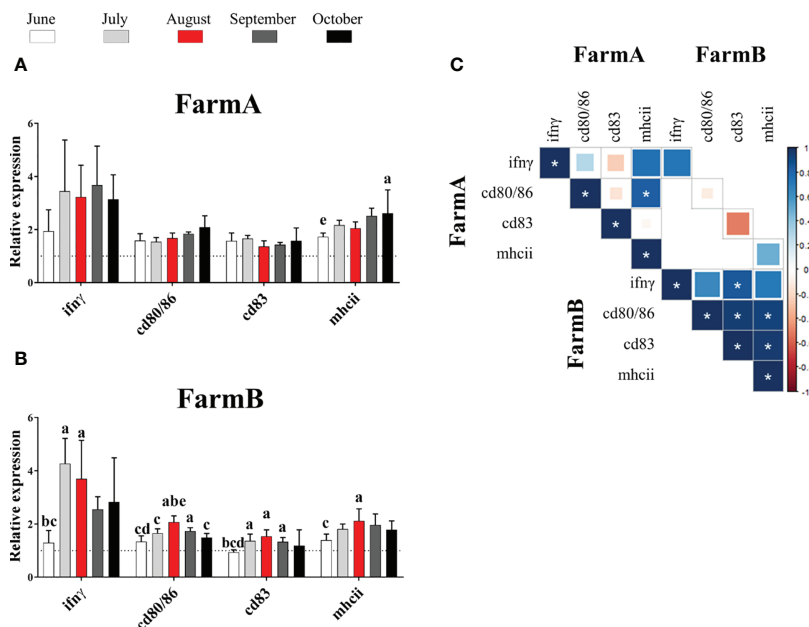 June July August September October
A
FarmA
Relative expression
6
4
2
0
e
a
ifnγ cd80/86 cd83 mhcii
B
FarmB
Relative expression
6
4
2
0
bc a a
cd c abe a c
bcd a a a
c a
ifnγ cd80/86 cd83 mhcii
C
FarmA FarmB
ifnγ cd80/86 cd83 mhcii ifnγ cd80/86 cd83 mhcii
FarmA
ifnγ * 
cd80/86 * *
cd83 *
mhcii *
FarmB
ifnγ * *
cd80/86 * * *
cd83 * *
mhcii *
1
0.8
0.6
0.4
0.2
0